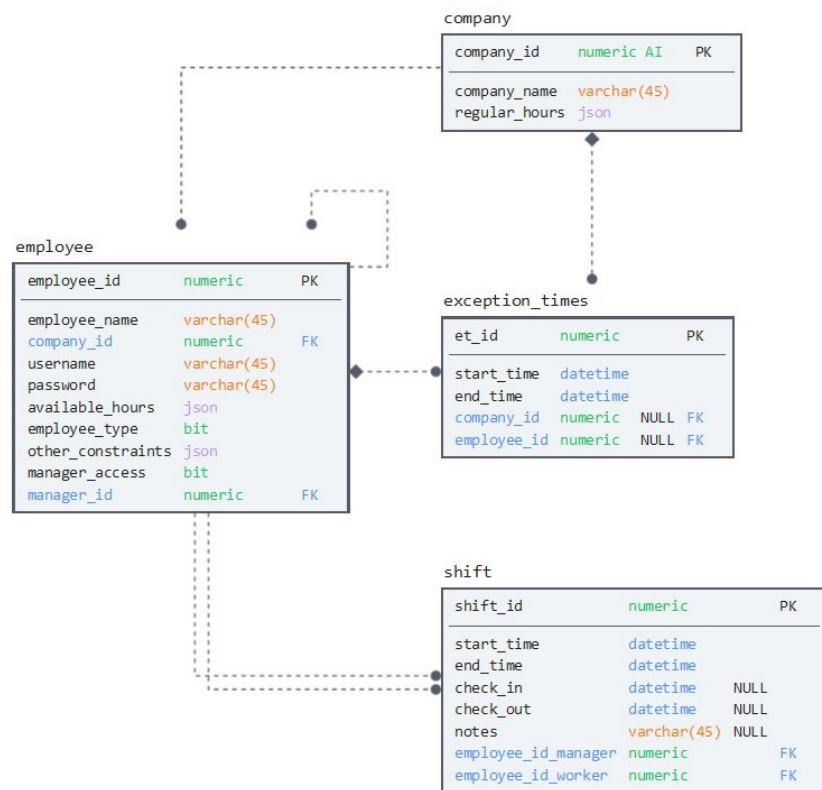 company
company_id numeric AI PK
company_name varchar(45)
regular_hours json
employee
employee_id numeric PK
employee_name varchar(45)
company_id numeric FK
username varchar(45)
password varchar(45)
available_hours json
employee_type bit
other_constraints json
manager_access bit
manager_id numeric FK
exception_times
et_id numeric PK
start_time datetime
end_time datetime
company_id numeric NULL FK
employee_id numeric NULL FK
shift
shift_id numeric PK
start_time datetime
end_time datetime
check_in datetime NULL
check_out datetime NULL
notes varchar(45) NULL
employee_id_manager numeric FK
employee_id_worker numeric FK